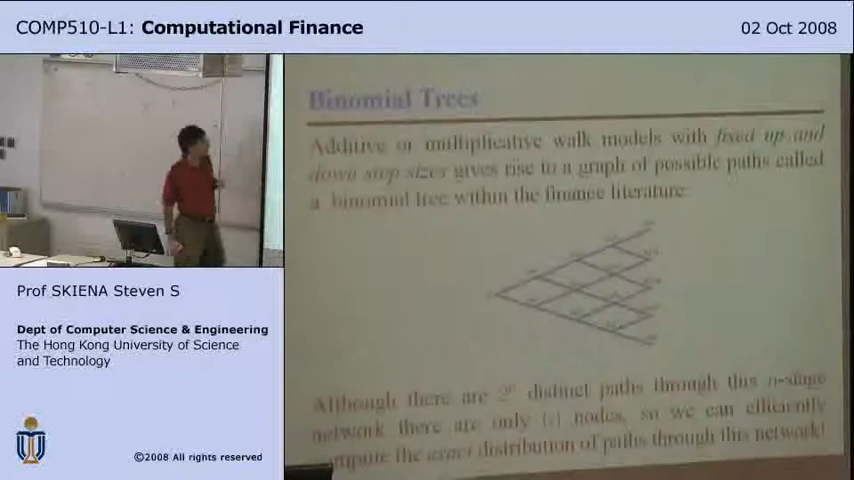 COMP510-L1: Computational Finance
02 Oct 2008
Binomial Trees
Additive or multiplicative walk models with fixed up and
down step sizes gives rise to a graph of possible paths called
a binomial tree within the finance literature.
Although there are 2ⁿ distinct paths through this n-stage
network there are only nodes, so we can efficiently
compute the exact distribution of paths through this network!
Prof SKIENA Steven S
Dept of Computer Science & Engineering
The Hong Kong University of Science
and Technology
©2008 All rights reserved